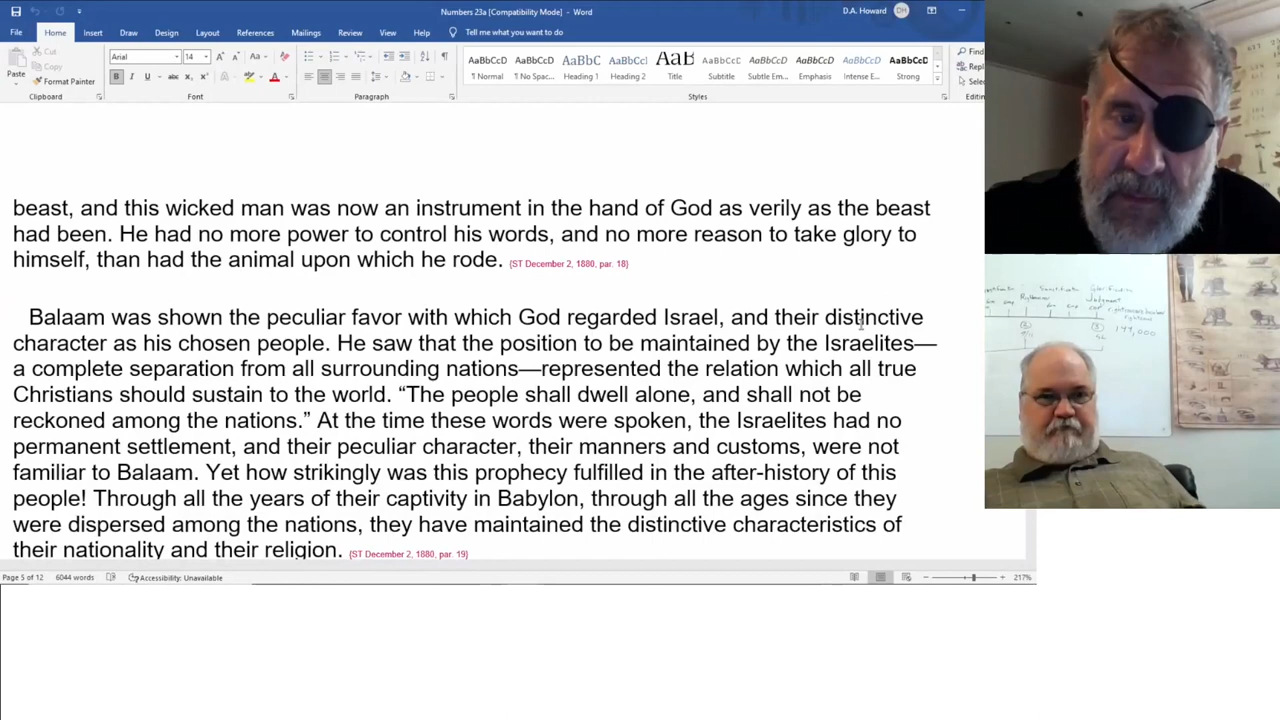 Numbers 23a [Compatibility Mode] - Word
D.A. Howard
DH
File Home Insert Draw Design Layout References Mailings Review View Help Tell me what you want to do
Cut
Copy
Paste
Format Painter
Clipboard
Arial 14
Font
Paragraph
AaBbCcD AaBbCcD AaBbC AaBbCcI AaB AaBbCcD AaBbCcD AaBbCcD AaBbCcD AaBbCcD
¶ Normal ¶ No Spac... Heading 1 Heading 2 Title Subtitle Subtle Em... Emphasis Intense E... Strong
Styles
Find
Repl
Selec
Editing
beast, and this wicked man was now an instrument in the hand of God as verily as the beast
had been. He had no more power to control his words, and no more reason to take glory to
himself, than had the animal upon which he rode. {ST December 2, 1880, par. 18}
Balaam was shown the peculiar favor with which God regarded Israel, and their distinctive
character as his chosen people. He saw that the position to be maintained by the Israelites—
a complete separation from all surrounding nations—represented the relation which all true
Christians should sustain to the world. “The people shall dwell alone, and shall not be
reckoned among the nations.” At the time these words were spoken, the Israelites had no
permanent settlement, and their peculiar character, their manners and customs, were not
familiar to Balaam. Yet how strikingly was this prophecy fulfilled in the after-history of this
people! Through all the years of their captivity in Babylon, through all the ages since they
were dispersed among the nations, they have maintained the distinctive characteristics of
their nationality and their religion. {ST December 2, 1880, par. 19}
Page 5 of 12 6044 words Accessibility: Unavailable
217%
Judgment
144,000